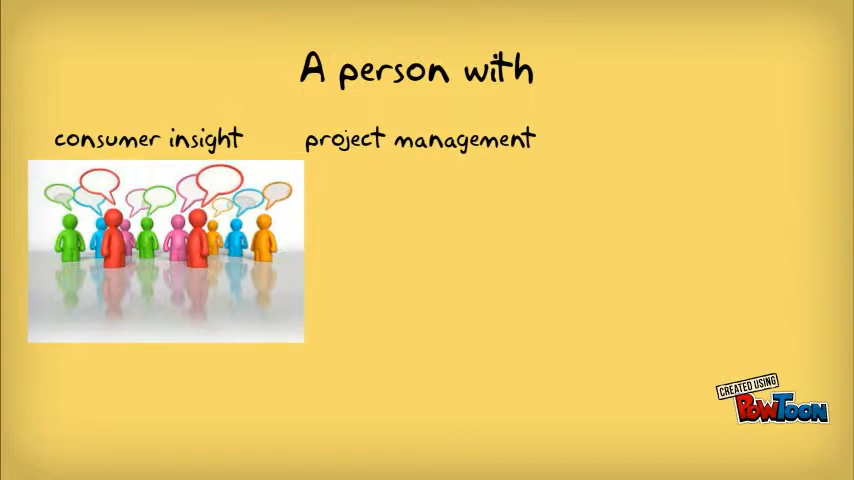 A person with
consumer insight
project management
CREATED USING
POWTOON